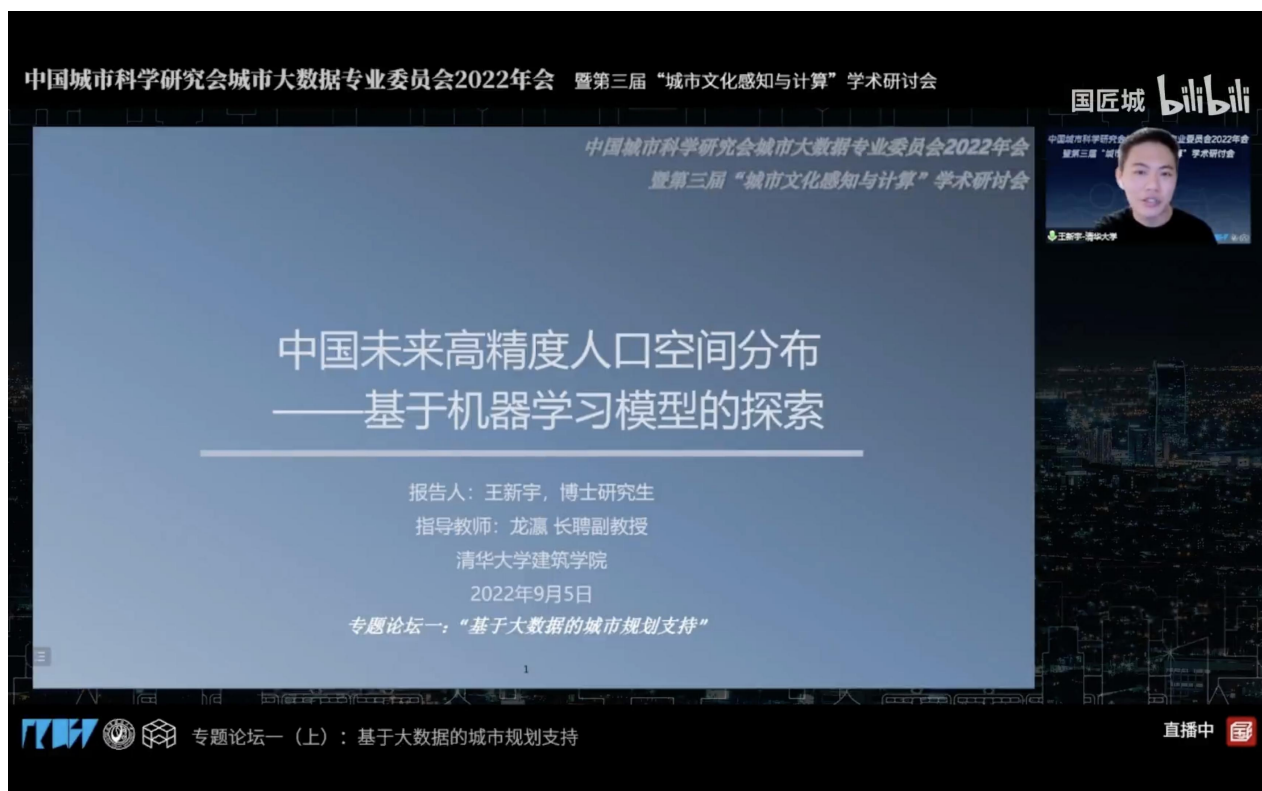 中国城市科学研究会城市大数据专业委员会2022年会 暨第三届“城市文化感知与计算”学术研讨会
国匠城 bilibili
中国城市科学研究会城市大数据专业委员会2022年会
暨第三届“城市文化感知与计算”学术研讨会
王新宇-清华大学
中国未来高精度人口空间分布
——基于机器学习模型的探索
报告人：王新宇，博士研究生
指导教师：龙瀛 长聘副教授
清华大学建筑学院
2022年9月5日
专题论坛一：“基于大数据的城市规划支持”
1
专题论坛一（上）：基于大数据的城市规划支持
直播中